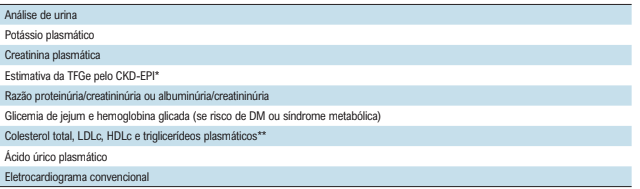 Análise de urina
Potássio plasmático
Creatinina plasmática
Estimativa da TFGe pelo CKD-EPI*
Razão proteinúria/creatininúria ou albuminúria/creatininúria
Glicemia de jejum e hemoglobina glicada (se risco de DM ou síndrome metabólica)
Colesterol total, LDLc, HDLc e triglicerídeos plasmáticos**
Ácido úrico plasmático
Eletrocardiograma convencional